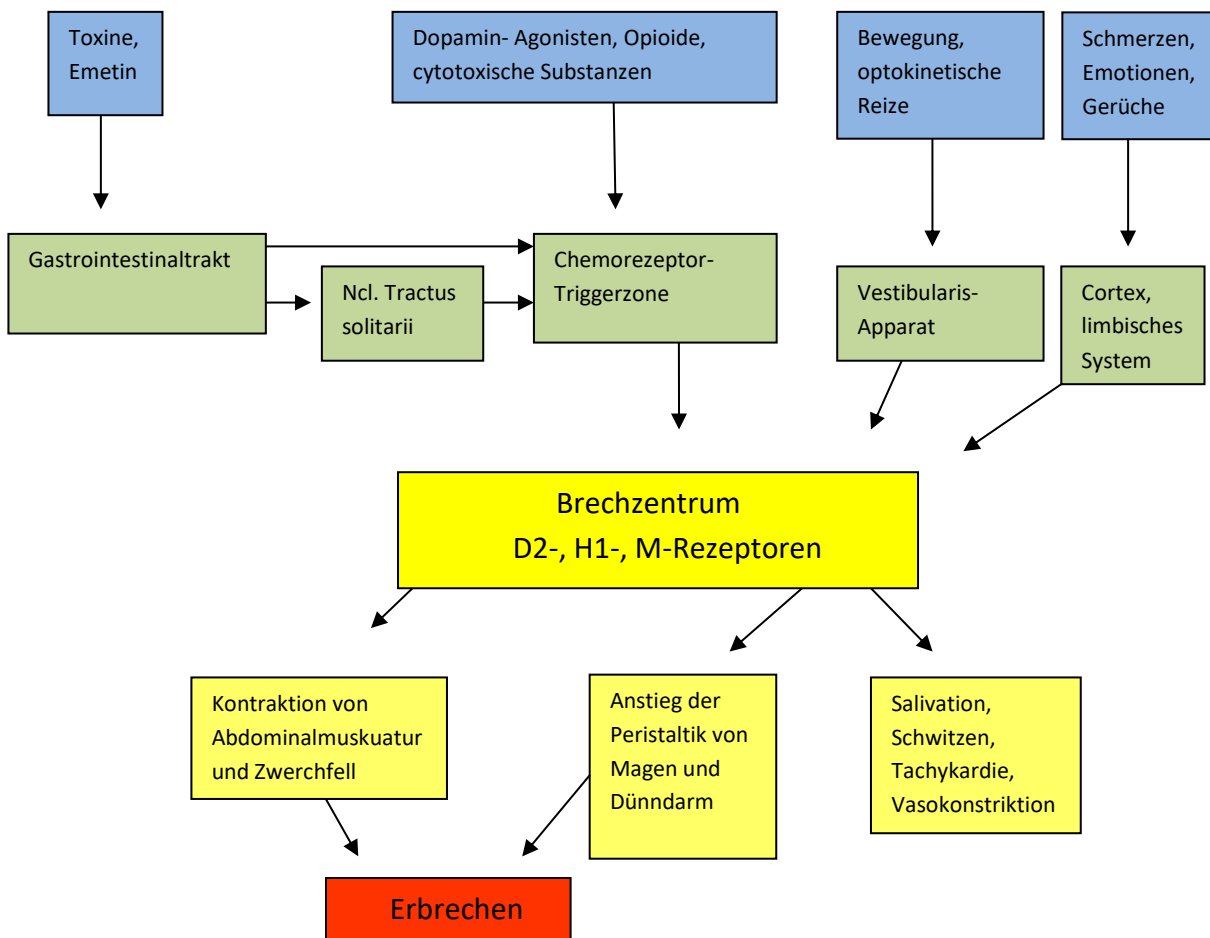 Toxine,
Emetin
Dopamin- Agonisten, Opioide,
cytotoxische Substanzen
Bewegung,
optokinetische
Reize
Schmerzen,
Emotionen,
Gerüche
Gastrointestinaltrakt
Ncl. Tractus
solitarii
Chemorezeptor-
Triggerzone
Vestibularis-
Apparat
Cortex,
limbisches
System
Brechzentrum
D2-, H1-, M-Rezeptoren
Kontraktion von
Abdominalmuskuatur
und Zwerchfell
Anstieg der
Peristaltik von
Magen und
Dünndarm
Salivation,
Schwitzen,
Tachykardie,
Vasokonstriktion
Erbrechen